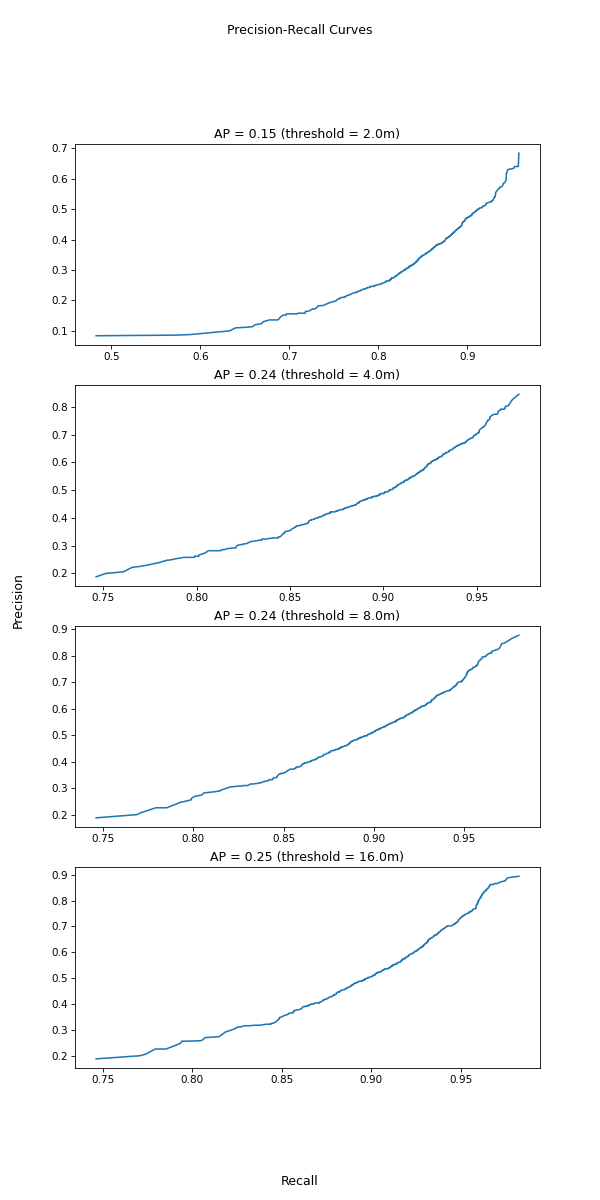 Precision-Recall Curves
AP = 0.15 (threshold = 2.0m)
0.7
0.6
0.5
0.4
0.3
0.2
0.1
0.5 0.6 0.7 0.8 0.9
AP = 0.24 (threshold = 4.0m)
0.8
0.7
0.6
0.5
0.4
0.3
0.2
0.75 0.80 0.85 0.90 0.95
Precision
AP = 0.24 (threshold = 8.0m)
0.9
0.8
0.7
0.6
0.5
0.4
0.3
0.2
0.75 0.80 0.85 0.90 0.95
AP = 0.25 (threshold = 16.0m)
0.9
0.8
0.7
0.6
0.5
0.4
0.3
0.2
0.75 0.80 0.85 0.90 0.95
Recall